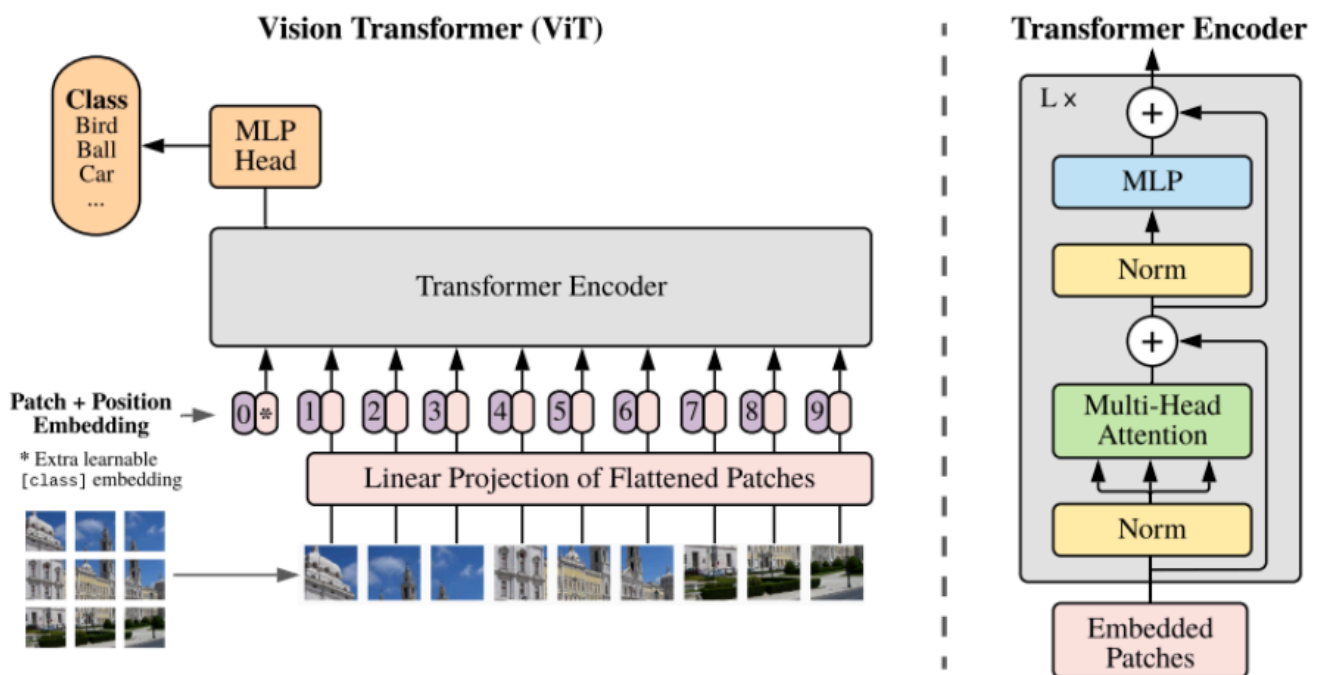 Vision Transformer (ViT)
Class
Bird
Ball
Car
...
MLP
Head
Transformer Encoder
Patch + Position
Embedding
* Extra learnable
[class] embedding
0 * 1 2 3 4 5 6 7 8 9
Linear Projection of Flattened Patches
Transformer Encoder
L ×
+
MLP
Norm
+
Multi-Head
Attention
Norm
Embedded
Patches